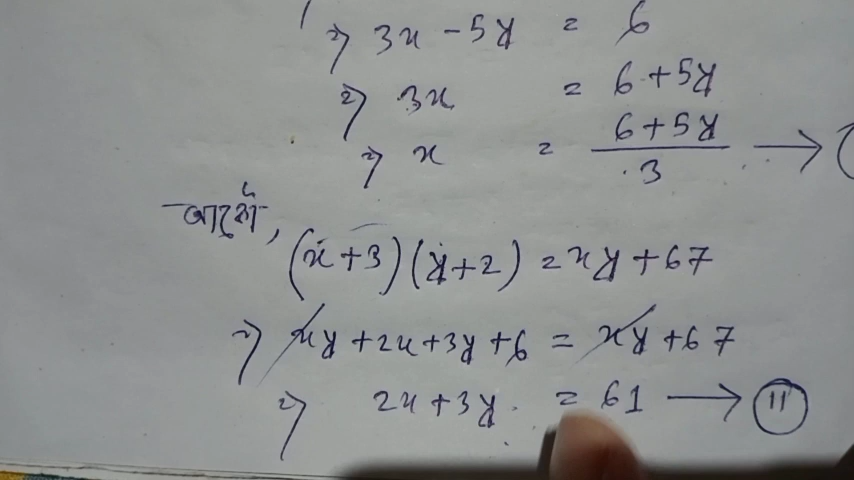 ⇒ 3x - 5y = 6
⇒ 3x = 6+5y
⇒ x = (6+5y)/3 →
(x+3)(y+2) = xy+67
⇒ xy+2x+3y+6 = xy+67
⇒ 2x+3y = 61 → (II)